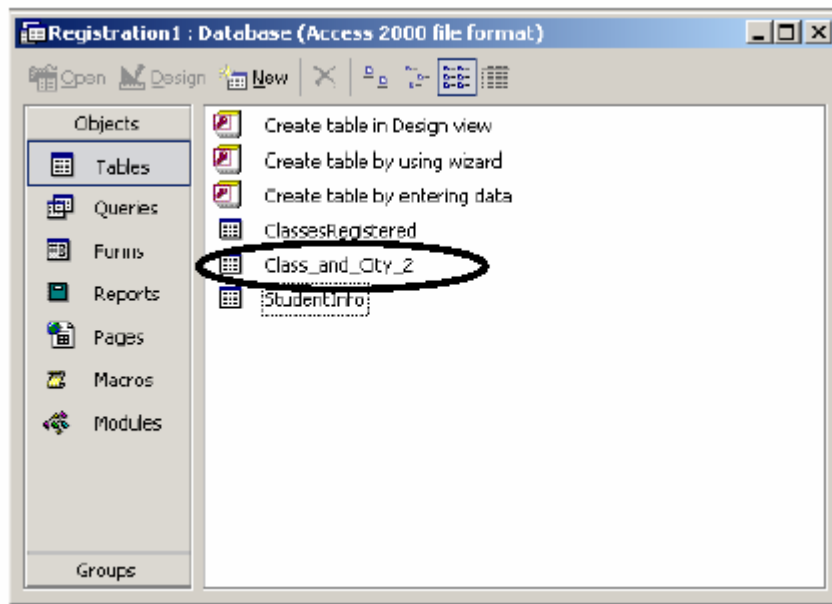 Registration1 : Database (Access 2000 file format)
Open Design New
Objects
Tables
Queries
Forms
Reports
Pages
Macros
Modules
Groups
Create table in Design view
Create table by using wizard
Create table by entering data
ClassesRegistered
Class_and_City_2
StudentInfo